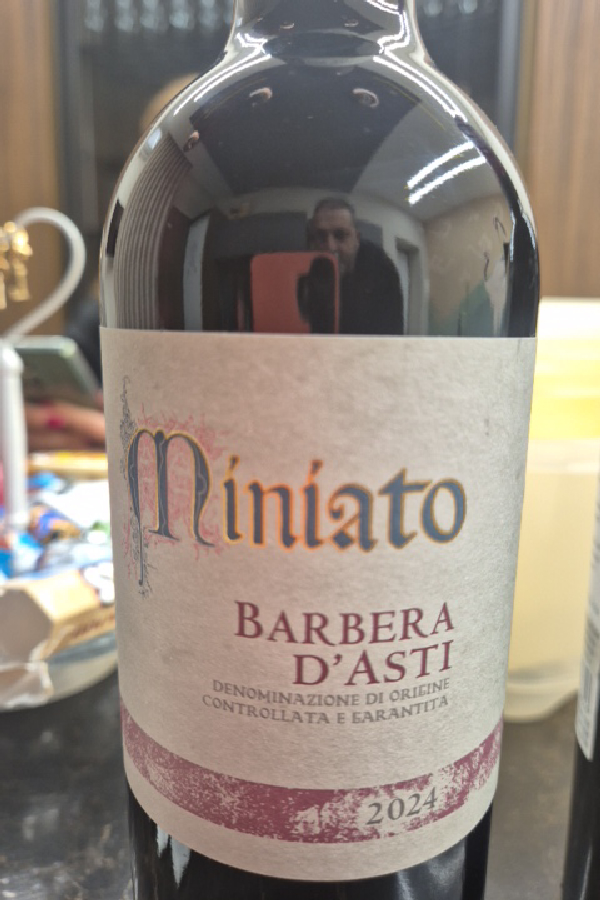 Miniato
BARBERA
D'ASTI
DENOMINAZIONE DI ORIGINE
CONTROLLATA E GARANTITA
2024